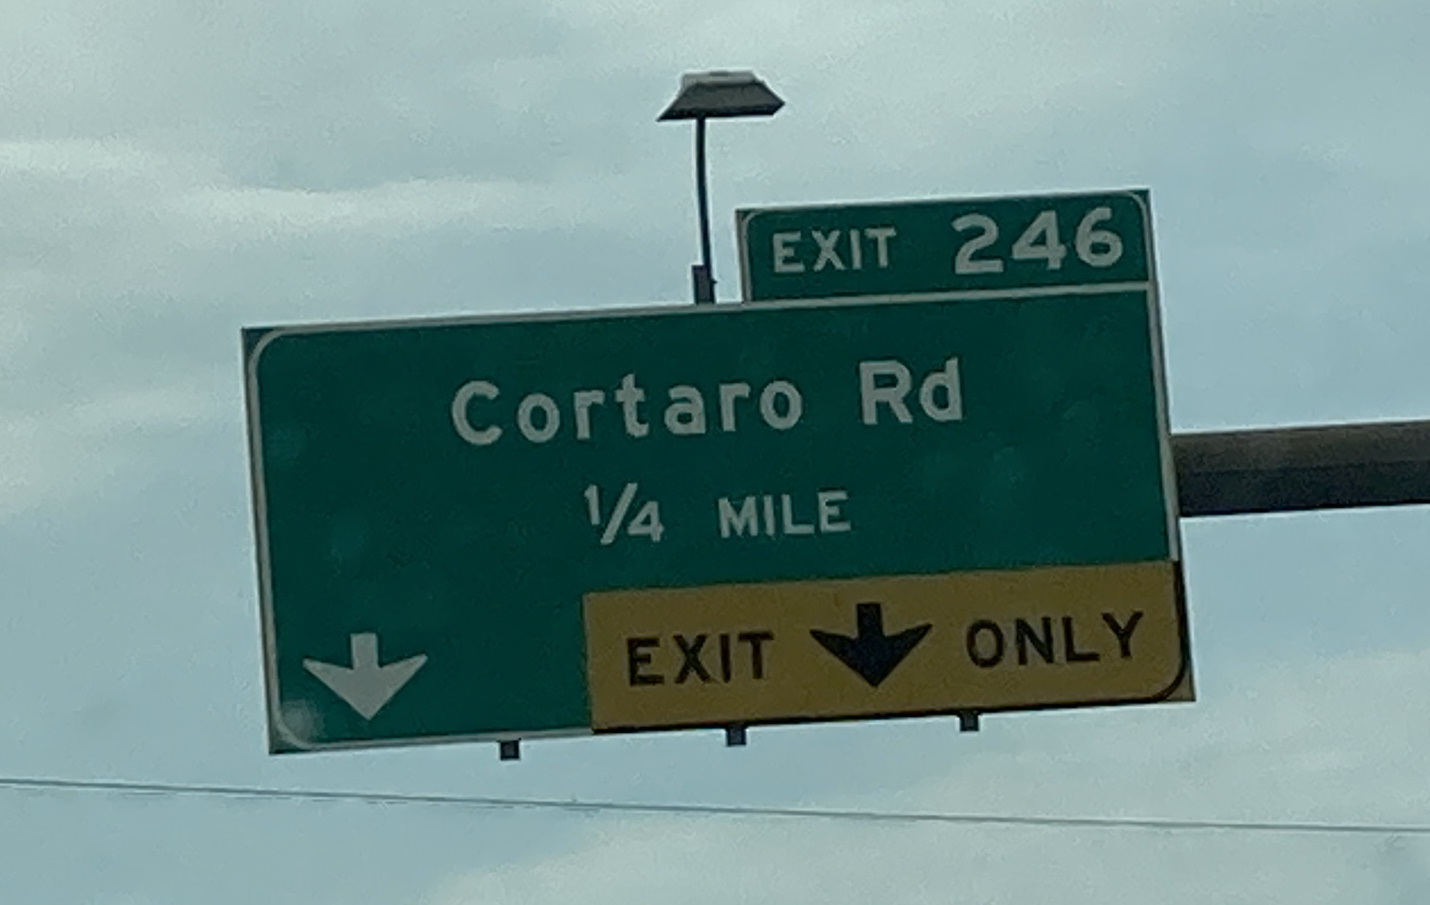 EXIT 246
Cortaro Rd
1/4 MILE
EXIT ONLY